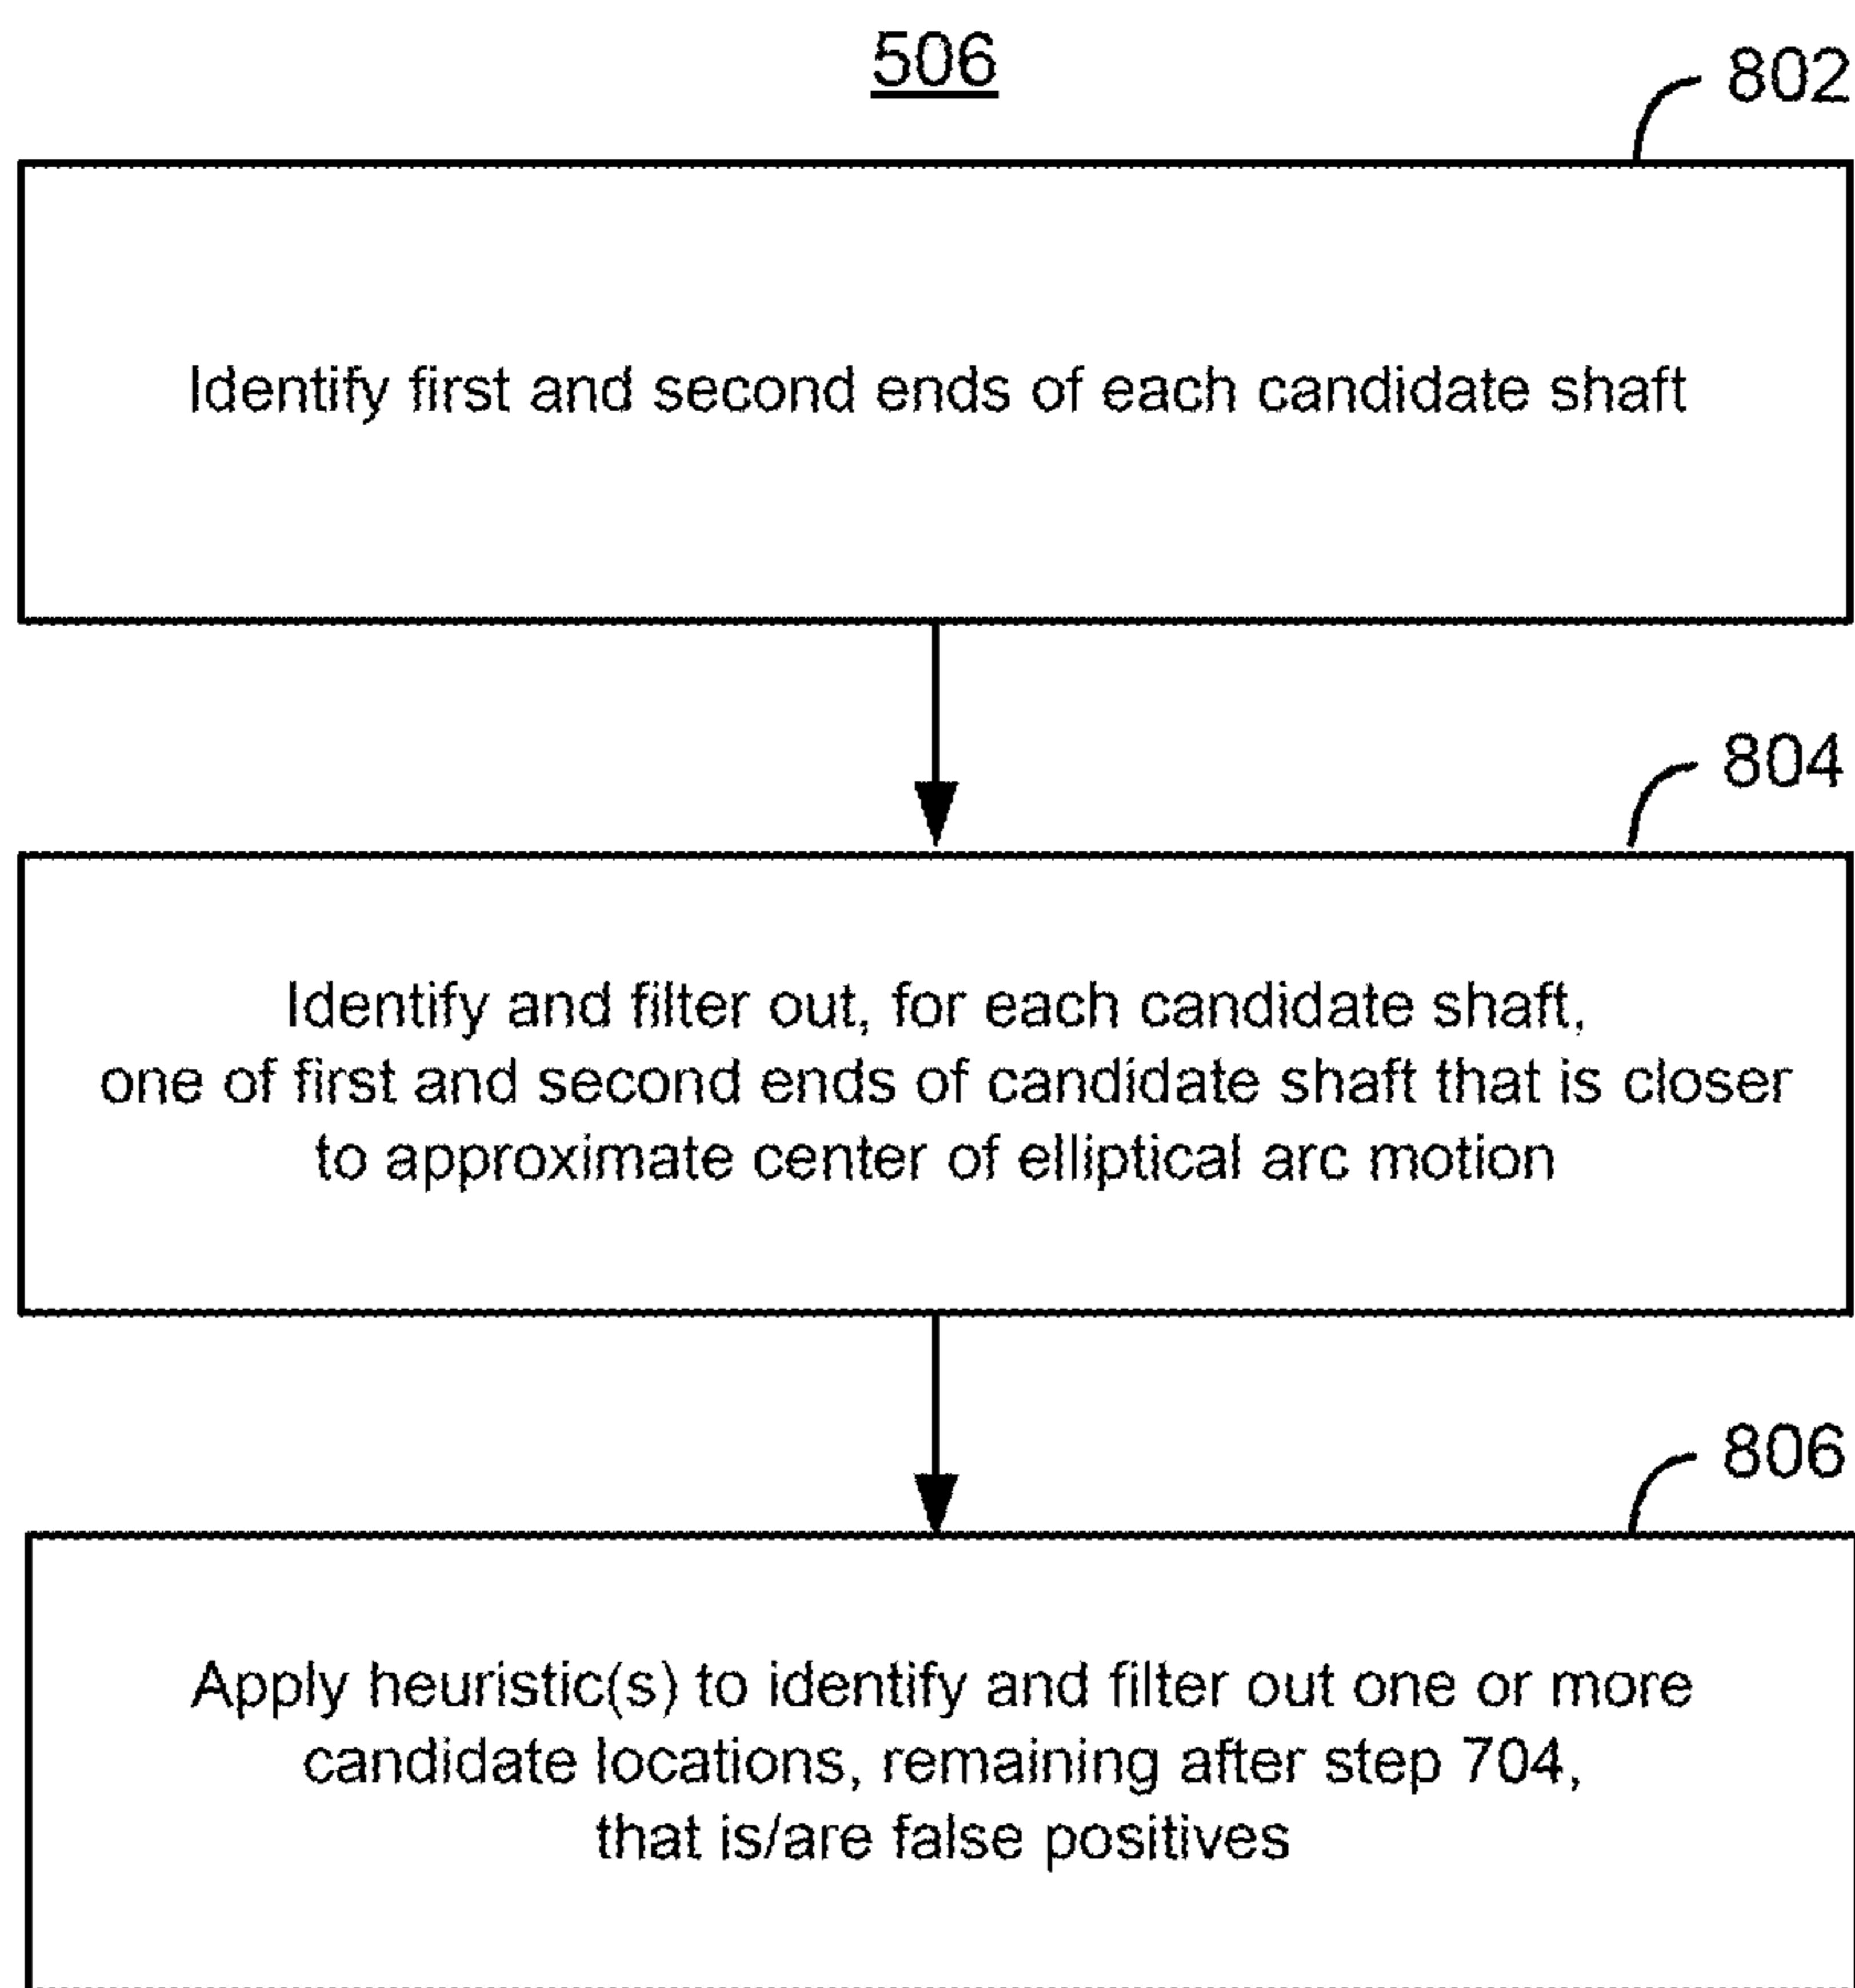 506
802
Identify first and second ends of each candidate shaft
804
Identify and filter out, for each candidate shaft,
one of first and second ends of candidate shaft that is closer
to approximate center of elliptical arc motion
806
Apply heuristic(s) to identify and filter out one or more
candidate locations, remaining after step 704,
that is/are false positives